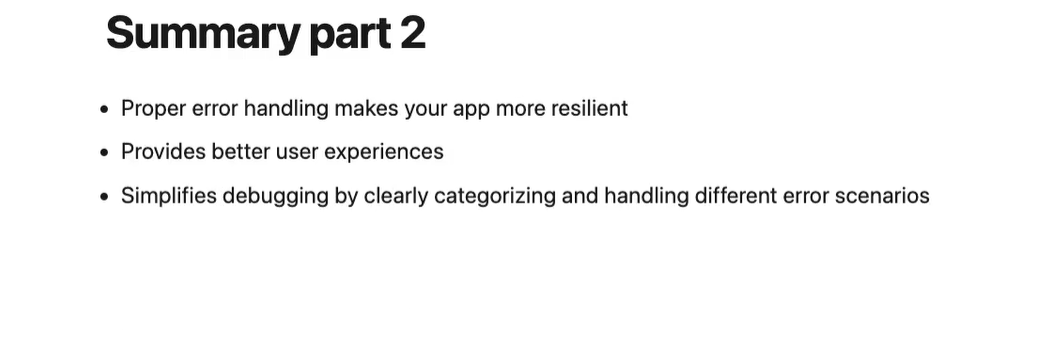 Summary part 2
• Proper error handling makes your app more resilient
• Provides better user experiences
• Simplifies debugging by clearly categorizing and handling different error scenarios